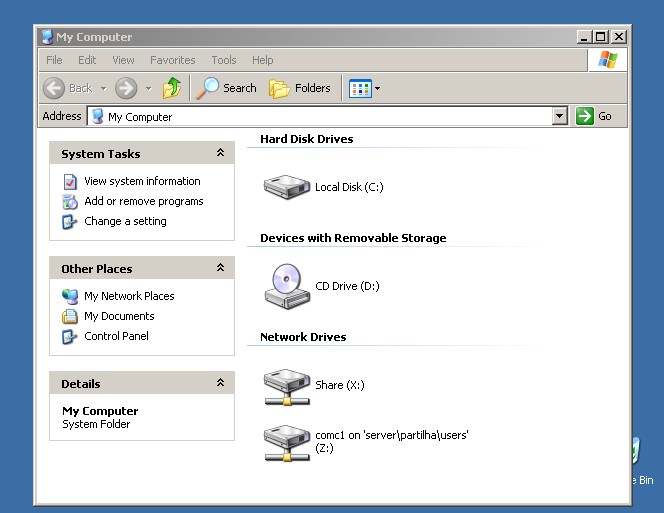 My Computer
File Edit View Favorites Tools Help
Back Search Folders
Address My Computer Go
System Tasks
View system information
Add or remove programs
Change a setting
Other Places
My Network Places
My Documents
Control Panel
Details
My Computer
System Folder
Hard Disk Drives
Local Disk (C:)
Devices with Removable Storage
CD Drive (D:)
Network Drives
Share (X:)
comc1 on 'server\partilha\users'
(Z:)
e Bin